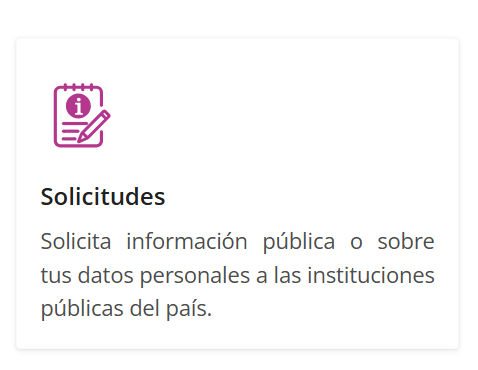 Solicitudes
Solicita información pública o sobre
tus datos personales a las instituciones
públicas del país.